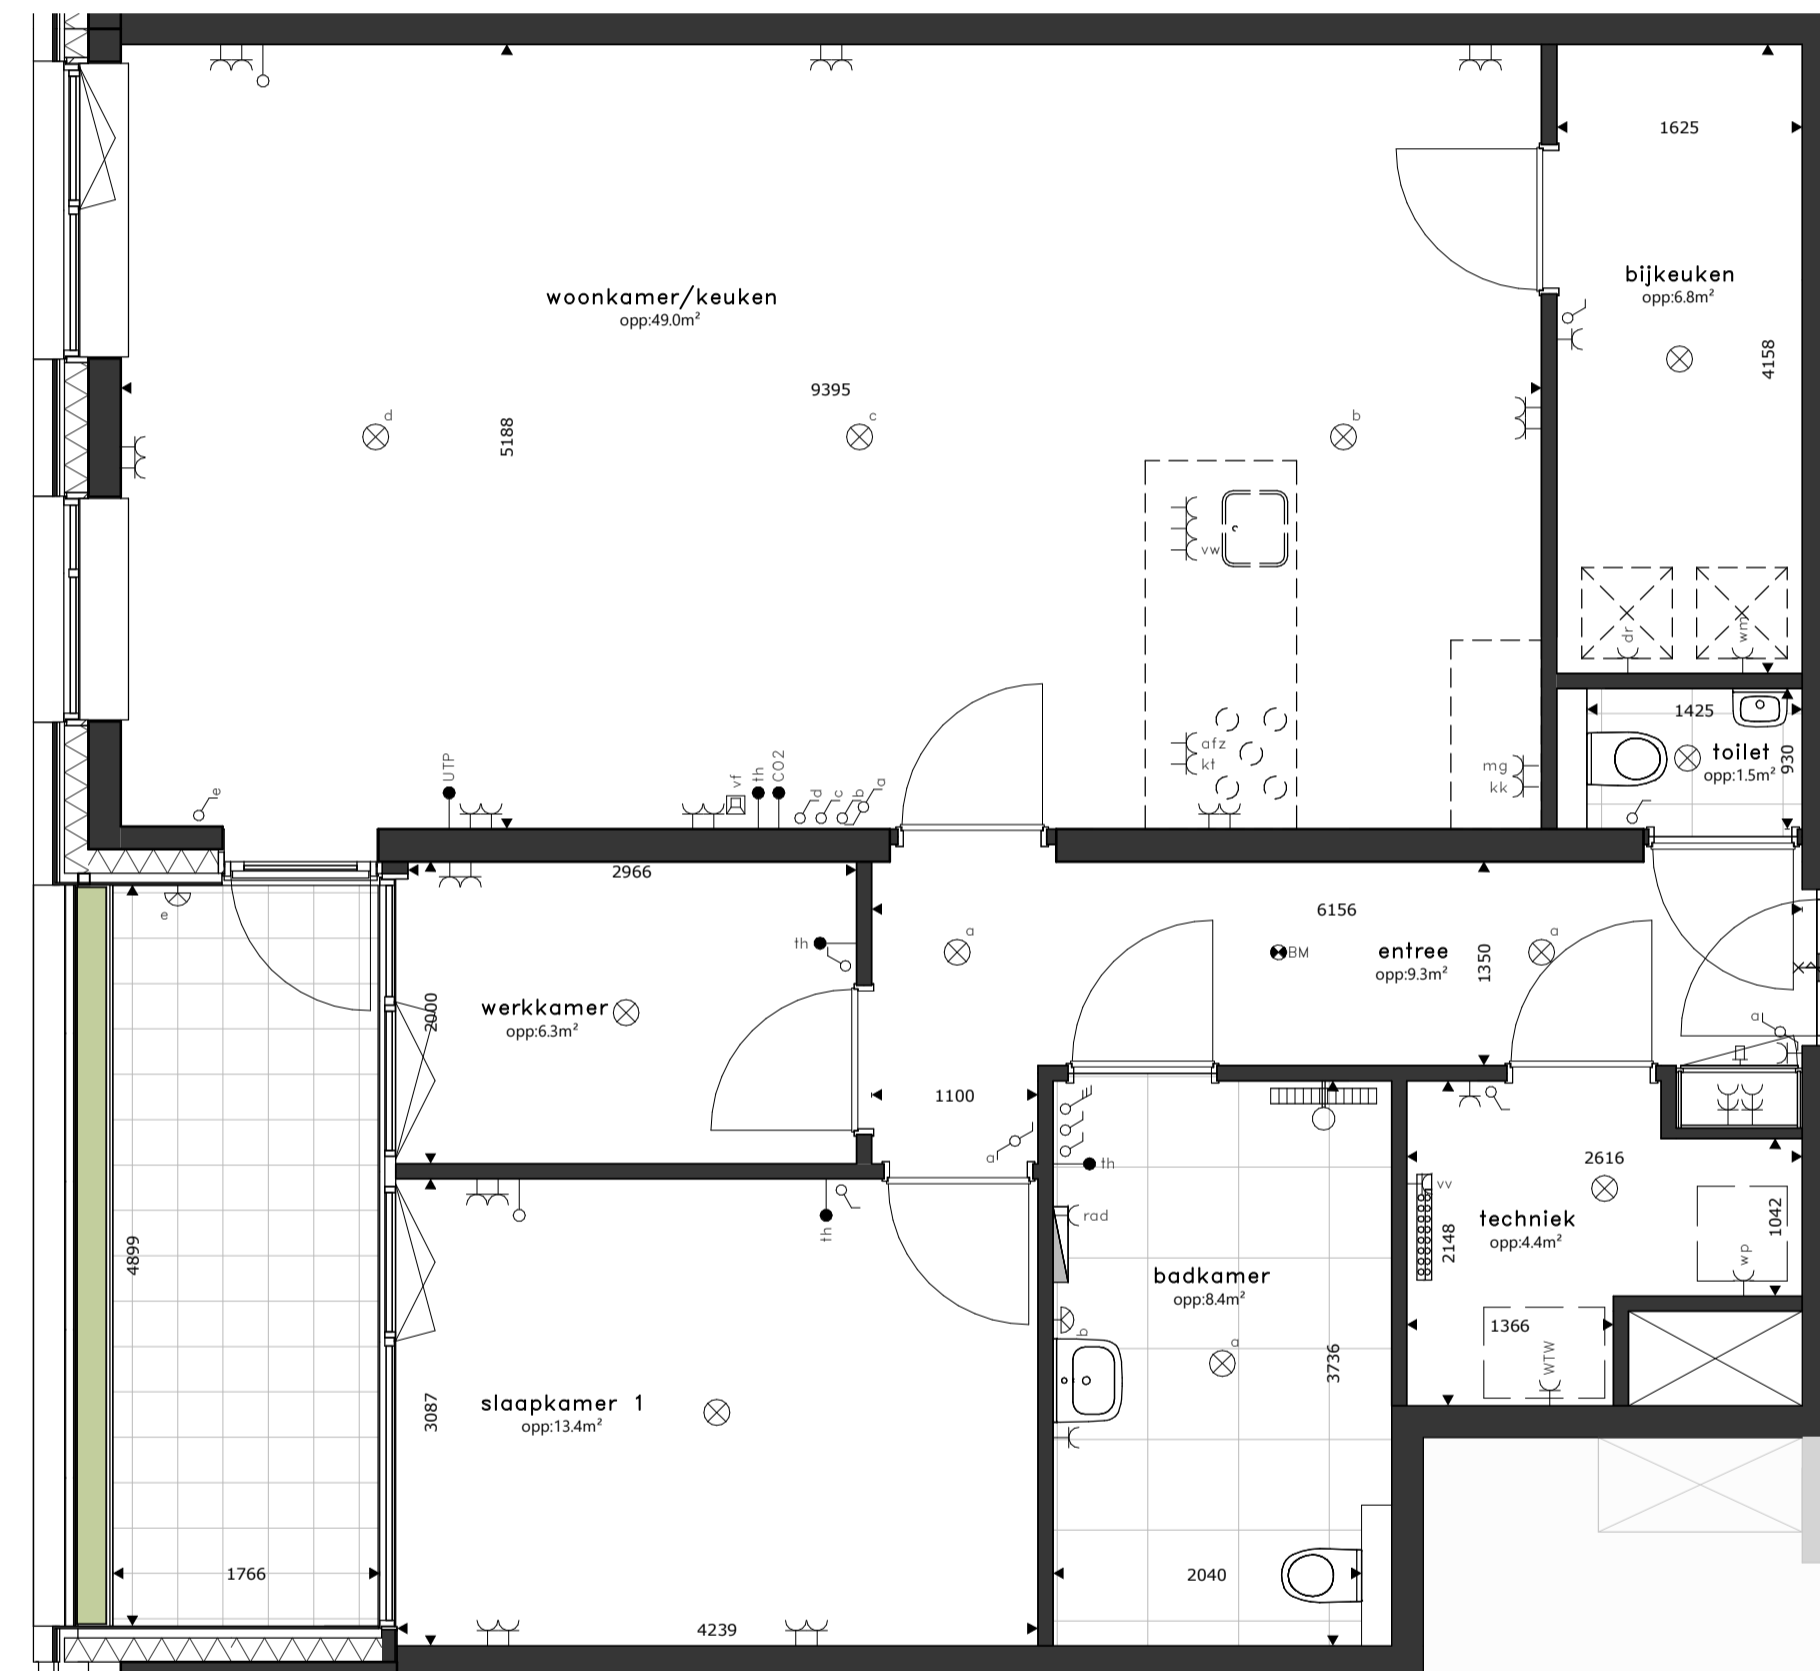 1625
woonkamer/keuken
opp:49.0m²
bijkeuken
opp:6.8m²
9395
5188
4158
d
c
b
vw
dr
wm
1425
toilet
opp:1.5m²
930
afz
kt
mg
kk
UTP
vf
th
CO2
d
c
b
a
e
e
2966
6156
th
a
BM
entree
opp:9.3m²
1350
a
werkkamer
opp:6.3m²
2000
a
1100
a
th
2616
vv
techniek
opp:4.4m²
2148
1042
wp
th
rad
4899
badkamer
opp:8.4m²
b
a
3736
1366
WTW
slaapkamer 1
opp:13.4m²
3087
1766
2040
4239